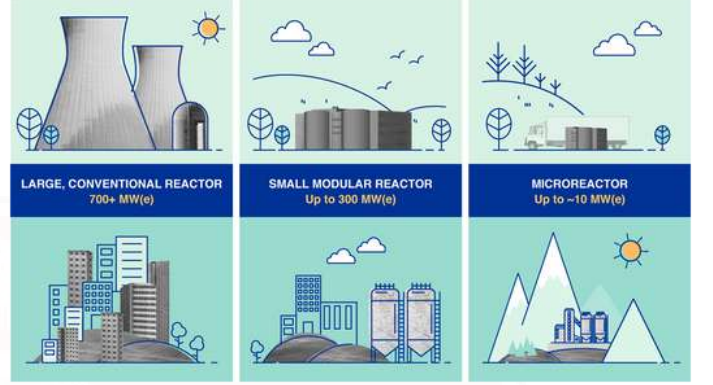 LARGE, CONVENTIONAL REACTOR
700+ MW(e)
SMALL MODULAR REACTOR
Up to 300 MW(e)
MICROREACTOR
Up to ~10 MW(e)